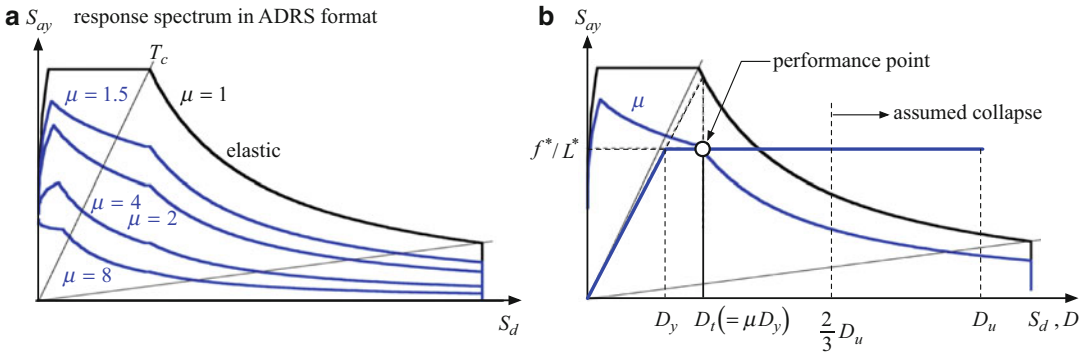 a
S_ay
response spectrum in ADRS format
T_c
μ = 1.5
μ = 1
elastic
μ = 4
μ = 2
μ = 8
S_d
b
S_ay
performance point
μ
assumed collapse
f*/L*
D_y
D_t(=μD_y)
2/3 D_u
D_u
S_d , D